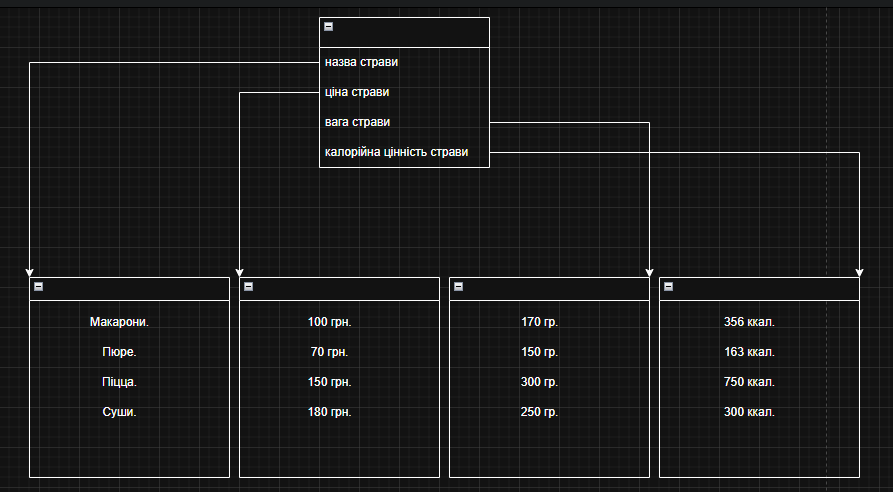 назва страви
ціна страви
вага страви
калорійна цінність страви
Макарони.
Пюре.
Піцца.
Суши.
100 грн.
70 грн.
150 грн.
180 грн.
170 гр.
150 гр.
300 гр.
250 гр.
356 ккал.
163 ккал.
750 ккал.
300 ккал.